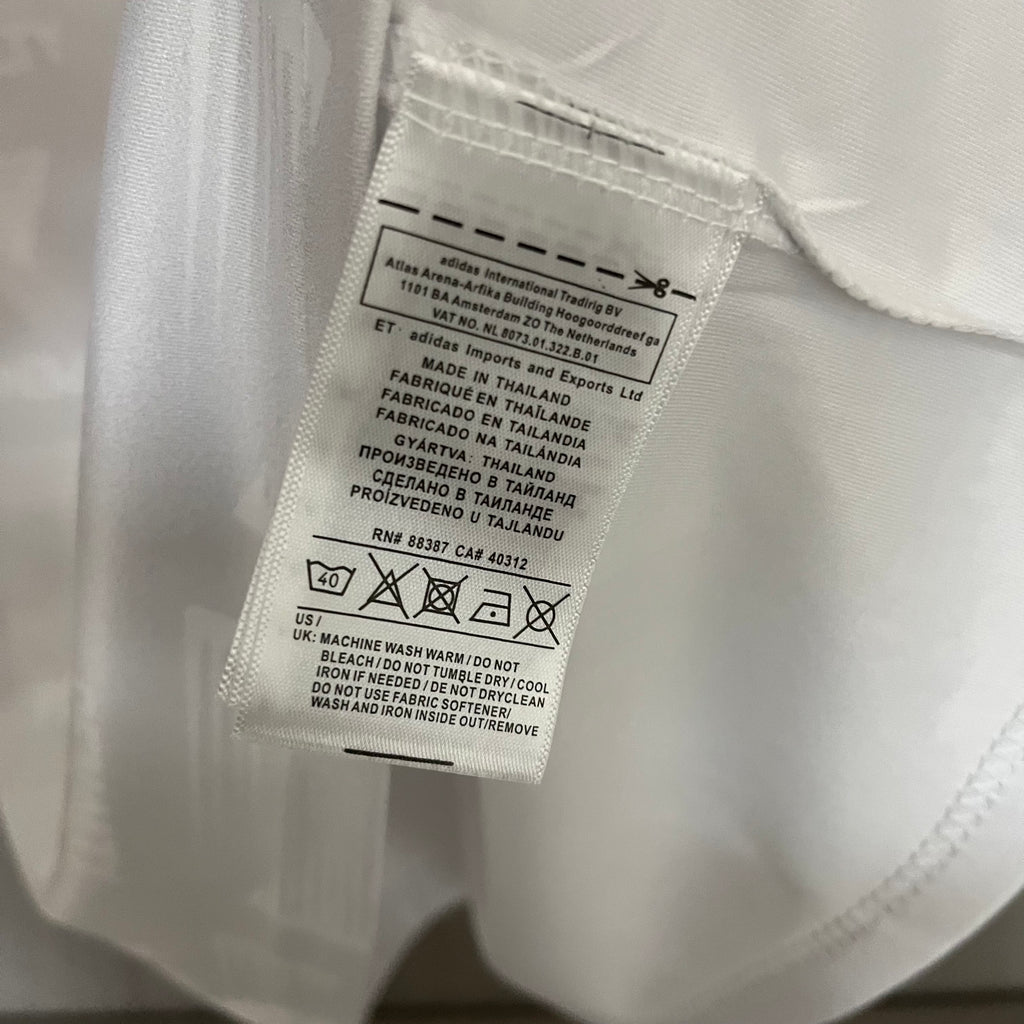 adidas International Tradirig BV
Atlas Arena-Arfika Building Hoogoorddreef ga
1101 BA Amsterdam ZO The Netherlands
VAT NO. NL 8073.01.322.B.01
ET· adidas Imports and Exports Ltd
MADE IN THAILAND
FABRIQUÉ EN THAÏLANDE
FABRICADO EN TAILANDIA
FABRICADO NA TAILÁNDIA
GYÁRTVA: THAILAND
ПРОИЗВЕДЕНО В ТАЙЛАНД
СДЕЛАНО В ТАИЛАНДЕ
PROÍZVEDENO U TAJLANDU
RN# 88387 CA# 40312
40
US /
UK: MACHINE WASH WARM / DO NOT
BLEACH / DO NOT TUMBLE DRY / COOL
IRON IF NEEDED / DE NOT DRYCLEAN
DO NOT USE FABRIC SOFTENER/
WASH AND IRON INSIDE OUT/REMOVE